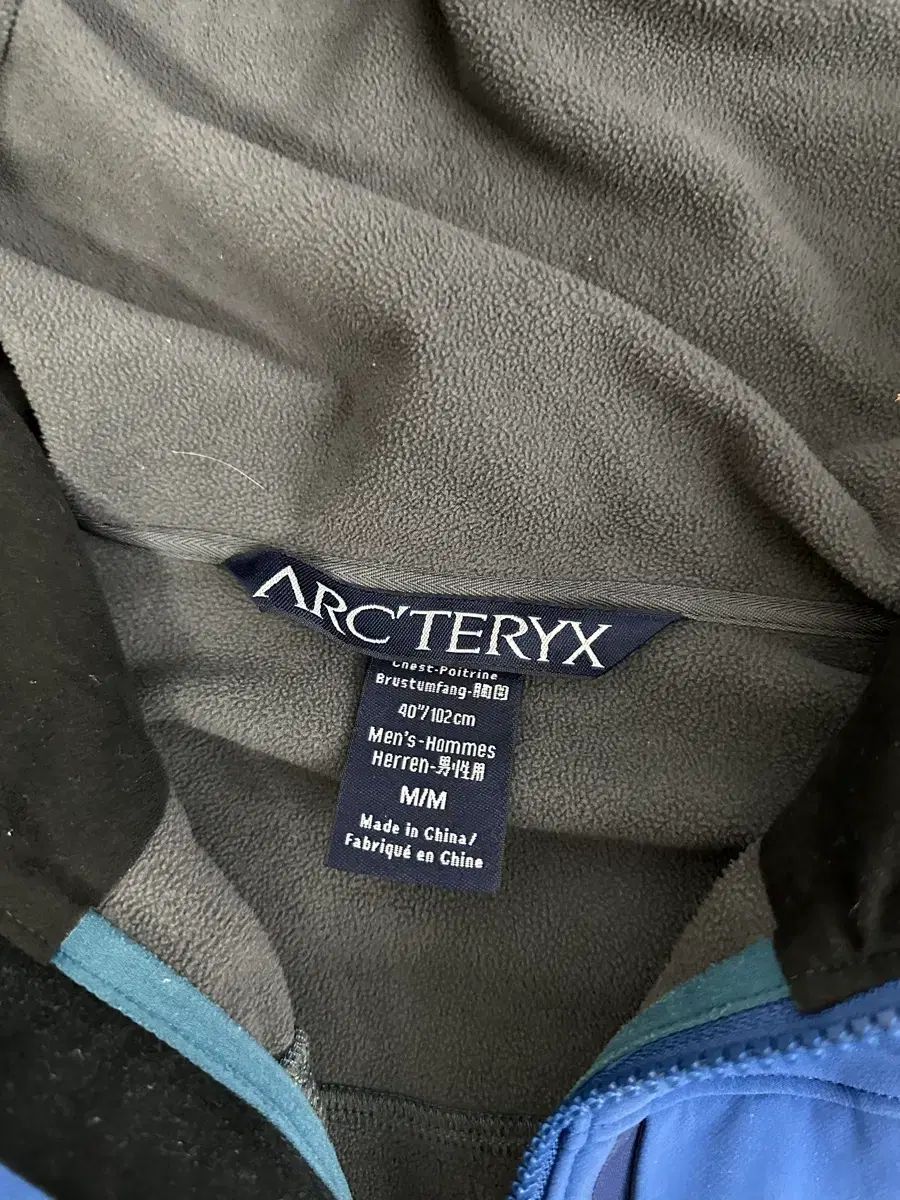 ARC'TERYX
Chest-Poitrine
Brustumfang-胸囲
40"/102cm
Men's-Hommes
Herren-男性用
M/M
Made in China/
Fabriqué en Chine